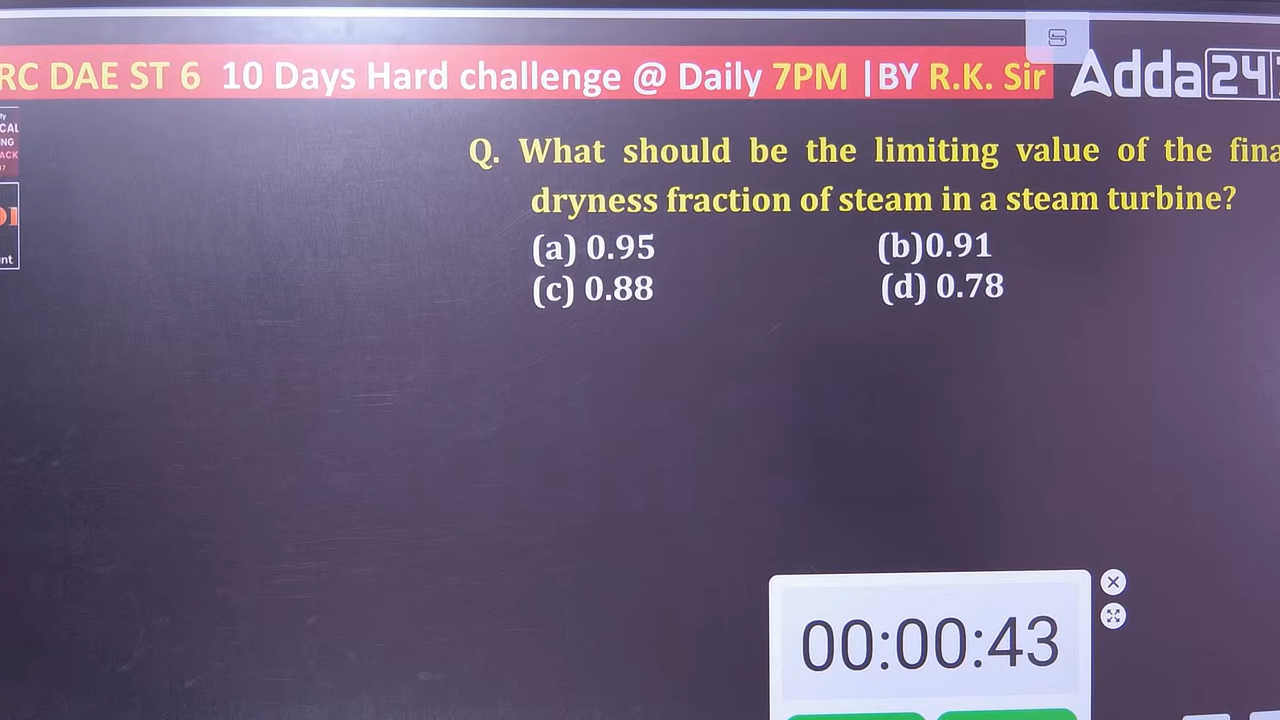 RC DAE ST 6 10 Days Hard challenge @ Daily 7PM |BY R.K. Sir
Adda24
Q. What should be the limiting value of the
dryness fraction of steam in a steam turbine?
(a) 0.95 (b)0.91
(c) 0.88 (d) 0.78
00:00:43